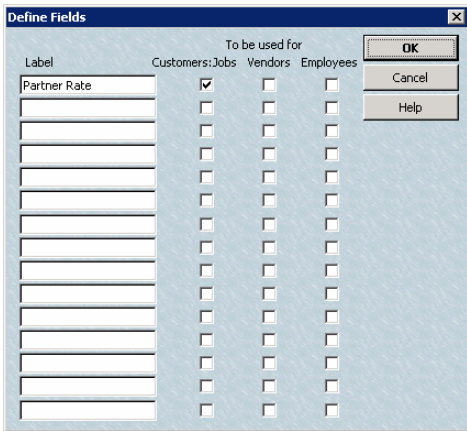 Define Fields
To be used for
OK
Label Customers:Jobs Vendors Employees
Partner Rate
Cancel
Help